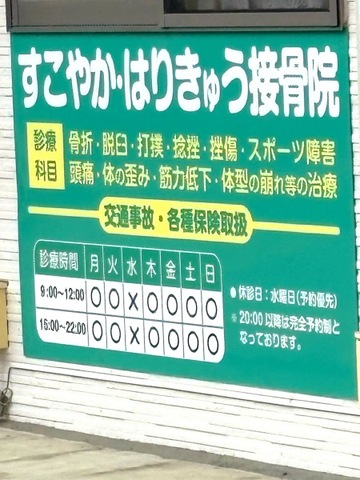 すこやか・はりきゅう接骨院
診療科目
骨折・脱臼・打撲・捻挫・挫傷・スポーツ障害
頭痛・体の歪み・筋力低下・体型の崩れ等の治療
交通事故・各種保険取扱
診療時間 月 火 水 木 金 土 日
9:00～12:00 ○ ○ × ○ ○ ○ ○
15:00～22:00 ○ ○ × ○ ○ ○ ○
●休診日：水曜日(予約優先)
※20:00以降は完全予約制と
なっております。